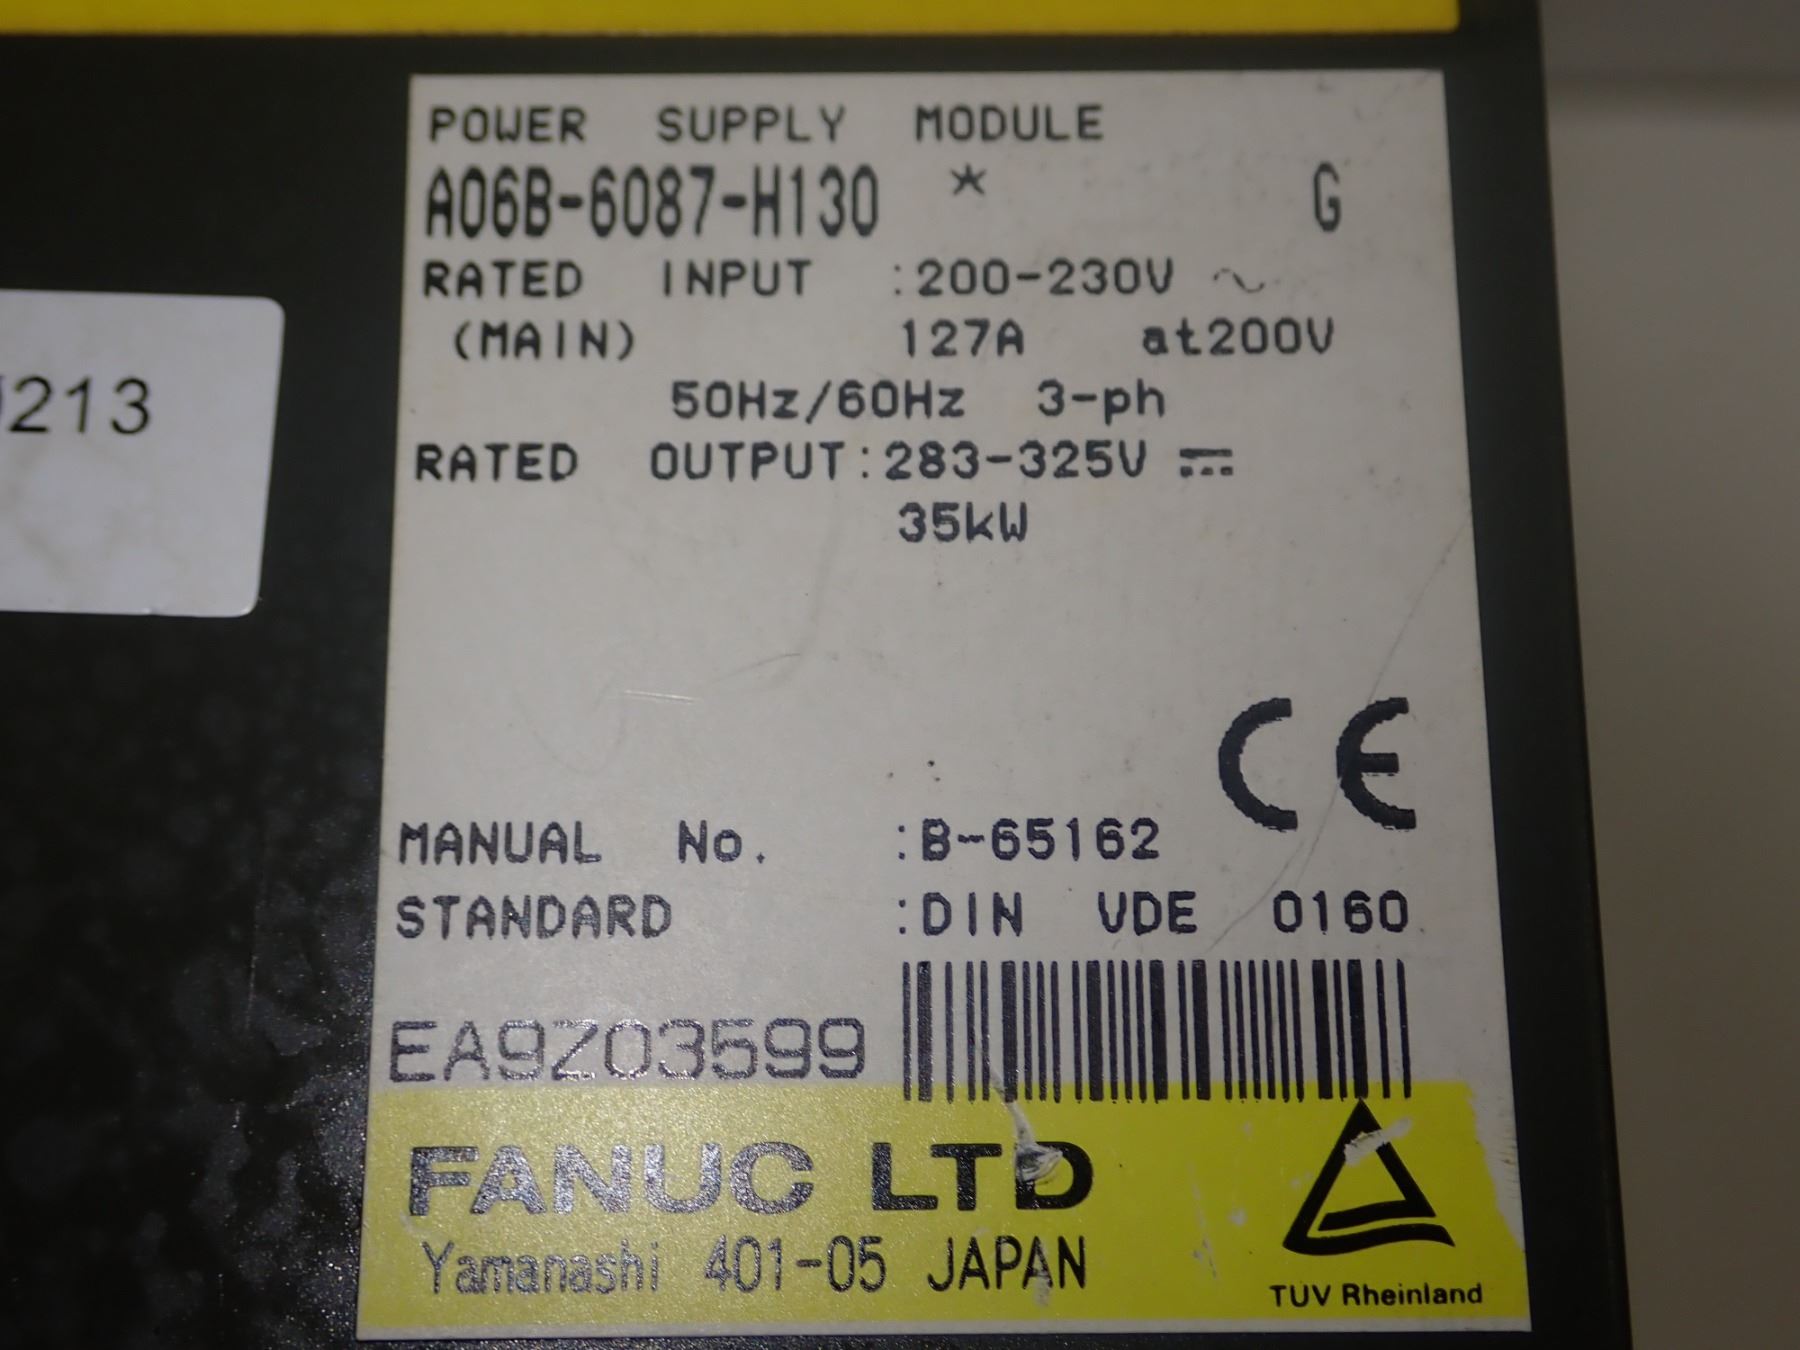 POWER SUPPLY MODULE
A06B-6087-H130 * G
RATED INPUT :200-230V ~
(MAIN) 127A at200V
50Hz/60Hz 3-ph
RATED OUTPUT:283-325V ⎓
35kW
213
CE
MANUAL No. :B-65162
STANDARD :DIN VDE 0160
EA9Z03599
FANUC LTD
Yamanashi 401-05 JAPAN
TUV Rheinland